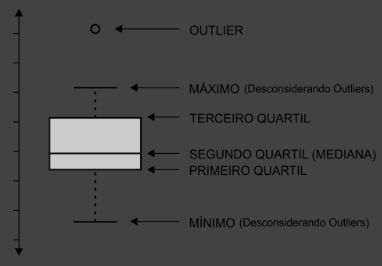 OUTLIER
MÁXIMO (Desconsiderando Outliers)
TERCEIRO QUARTIL
SEGUNDO QUARTIL (MEDIANA)
PRIMEIRO QUARTIL
MÍNIMO (Desconsiderando Outliers)